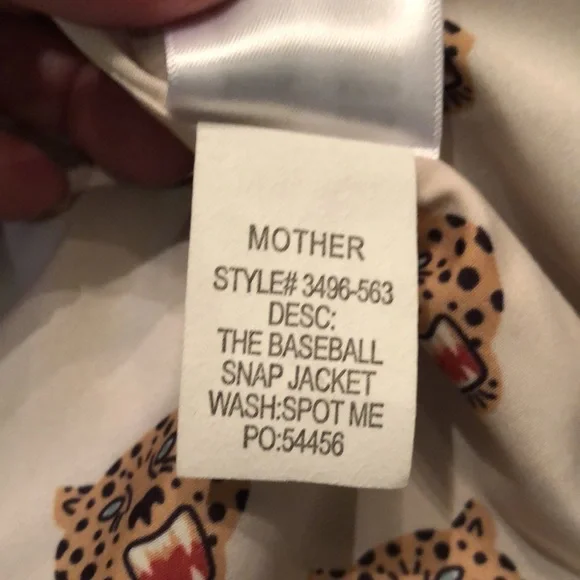 MOTHER
STYLE# 3496-563
DESC:
THE BASEBALL
SNAP JACKET
WASH:SPOT ME
PO:54456